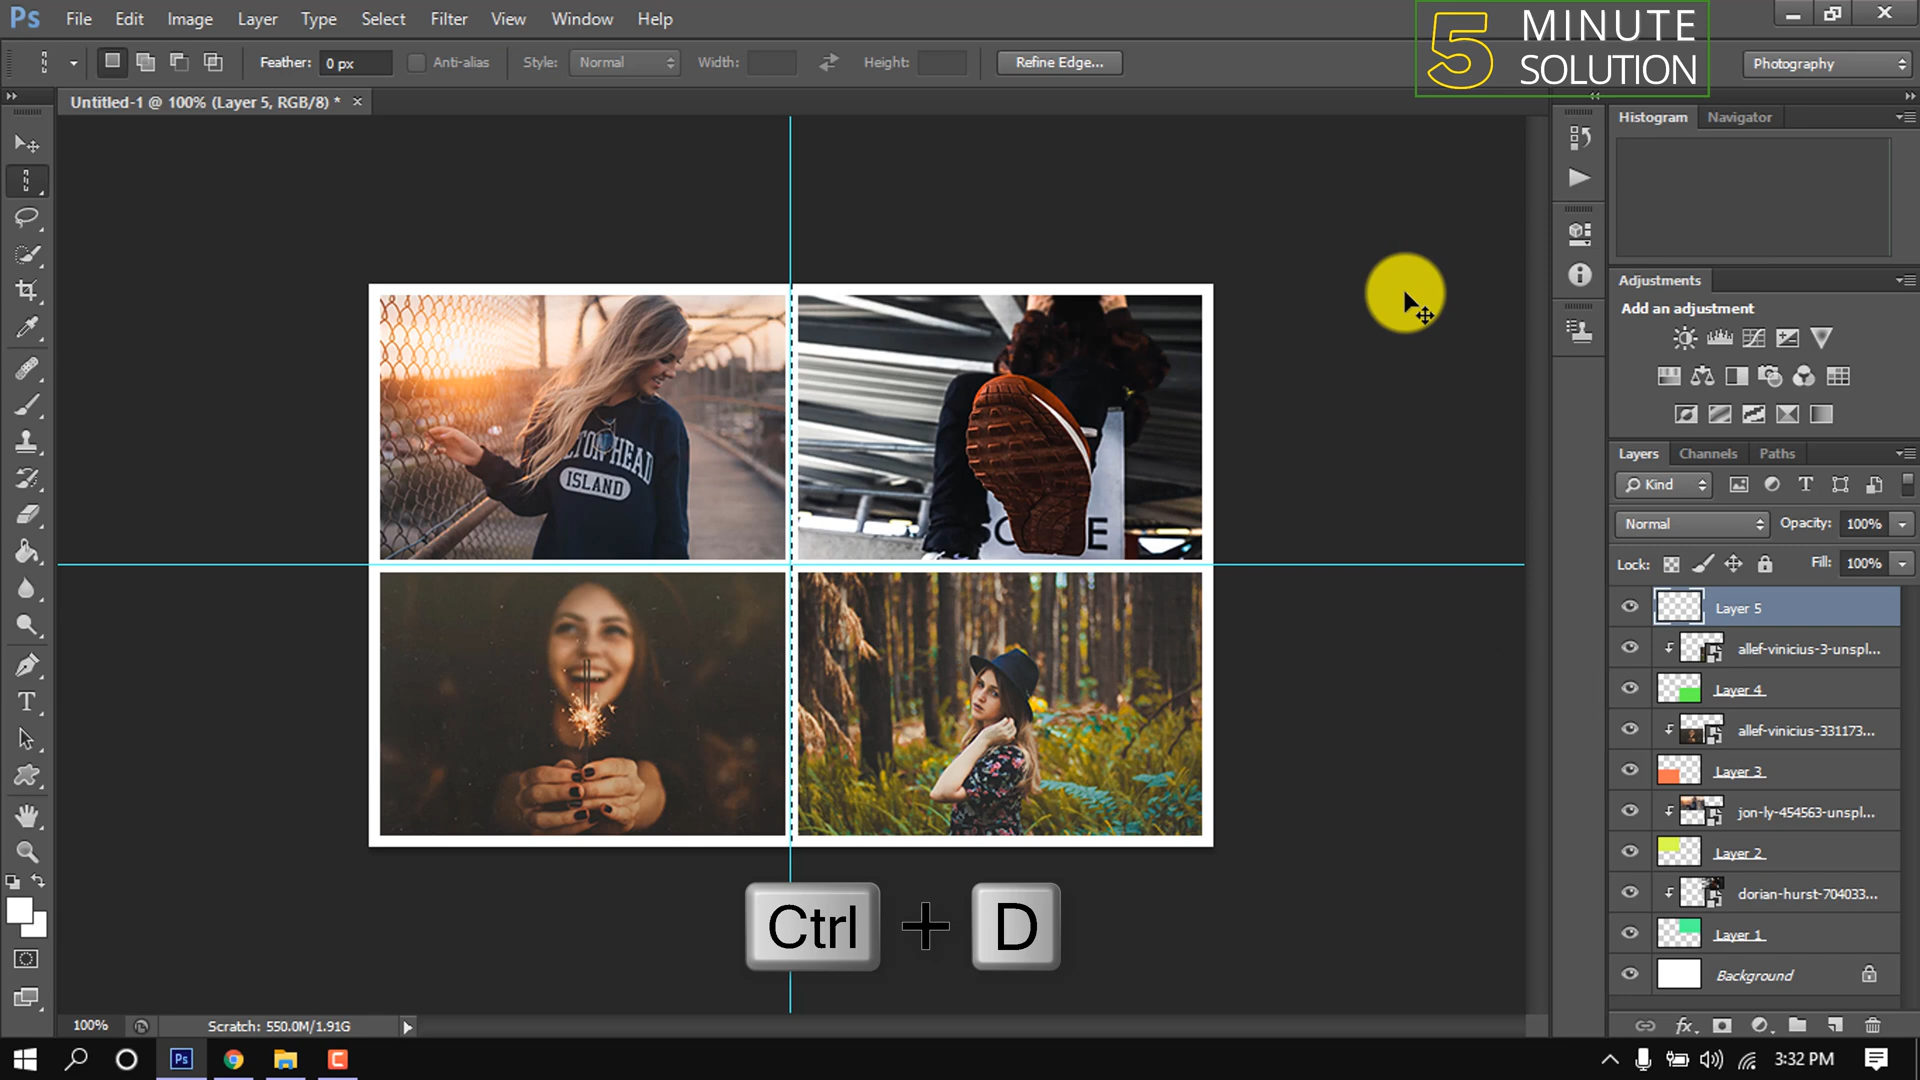 Ps File Edit Image Layer Type Select Filter View Window Help
5 MINUTE SOLUTION
Feather: 0 px Anti-alias Style: Normal Width: Height: Refine Edge... Photography
Untitled-1 @ 100% (Layer 5, RGB/8) * ×
Histogram Navigator
Adjustments
Add an adjustment
Layers Channels Paths
Kind
Normal Opacity: 100%
Lock: Fill: 100%
Layer 5
allef-vinicius-3-unspl...
Layer 4
allef-vinicius-331173...
Layer 3
jon-ly-454563-unspl...
Layer 2
dorian-hurst-704033...
Layer 1
Background
ISLAND
Ctrl + D
100% Scratch: 550.0M/1.91G
Ps 3:32 PM